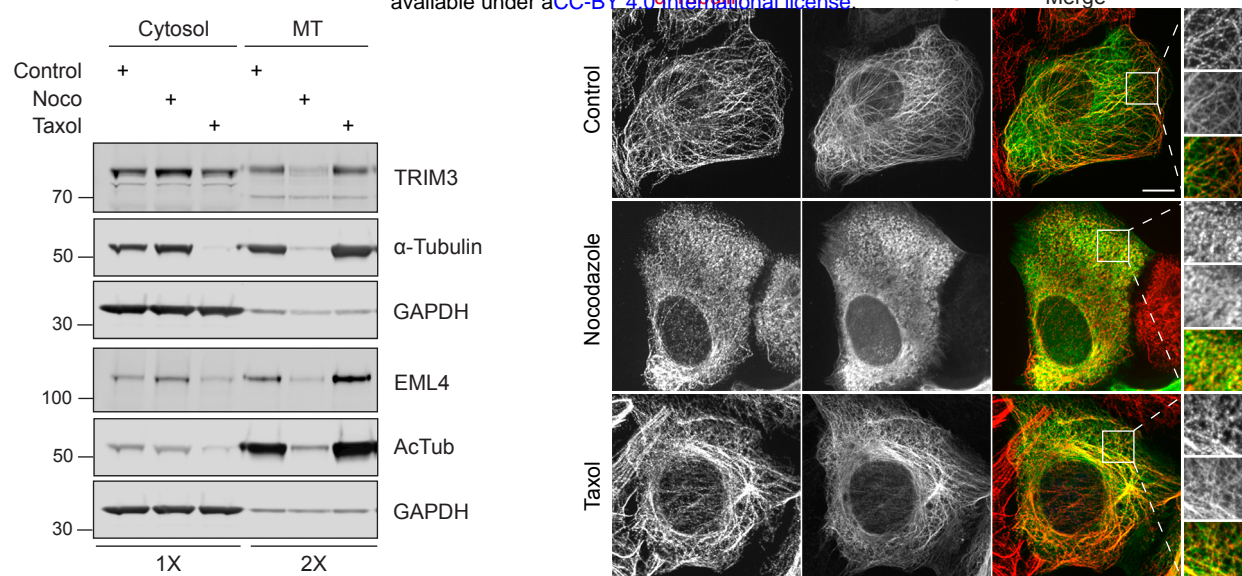 available under aCC-BY 4.0 International license.
Merge
Cytosol MT
Control + +
Noco + +
Taxol + +
TRIM3
70
α-Tubulin
50
GAPDH
30
EML4
100
AcTub
50
GAPDH
30
1X 2X
Control
Nocodazole
Taxol